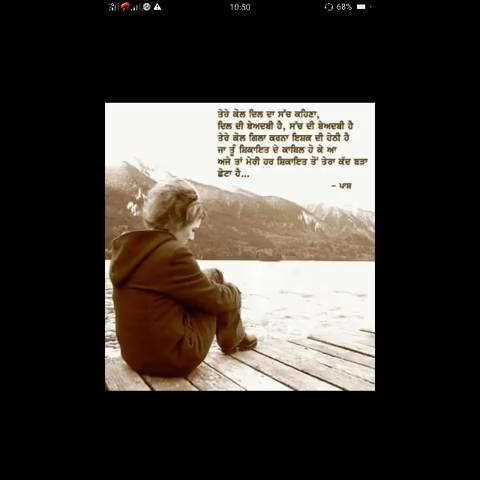 10:50
68%
ਤੇਰੇ ਕੋਲ ਦਿਲ ਦਾ ਸੱਚ ਕਹਿਣਾ,
ਦਿਲ ਦੀ ਬੇਅਦਬੀ ਹੈ, ਸੱਚ ਦੀ ਬੇਅਦਬੀ ਹੈ
ਤੇਰੇ ਕੋਲ ਗਿਲਾ ਕਰਨਾ ਇਸ਼ਕ ਦੀ ਹੇਠੀ ਹੈ
ਜਾ ਤੂੰ ਸ਼ਿਕਾਇਤ ਦੇ ਕਾਬਿਲ ਹੋ ਕੇ ਆ
ਅਜੇ ਤਾਂ ਮੇਰੀ ਹਰ ਸ਼ਿਕਾਇਤ ਤੋਂ ਤੇਰਾ ਕੱਦ ਬੜਾ
ਛੋਟਾ ਹੈ...
– ਪਾਸ਼